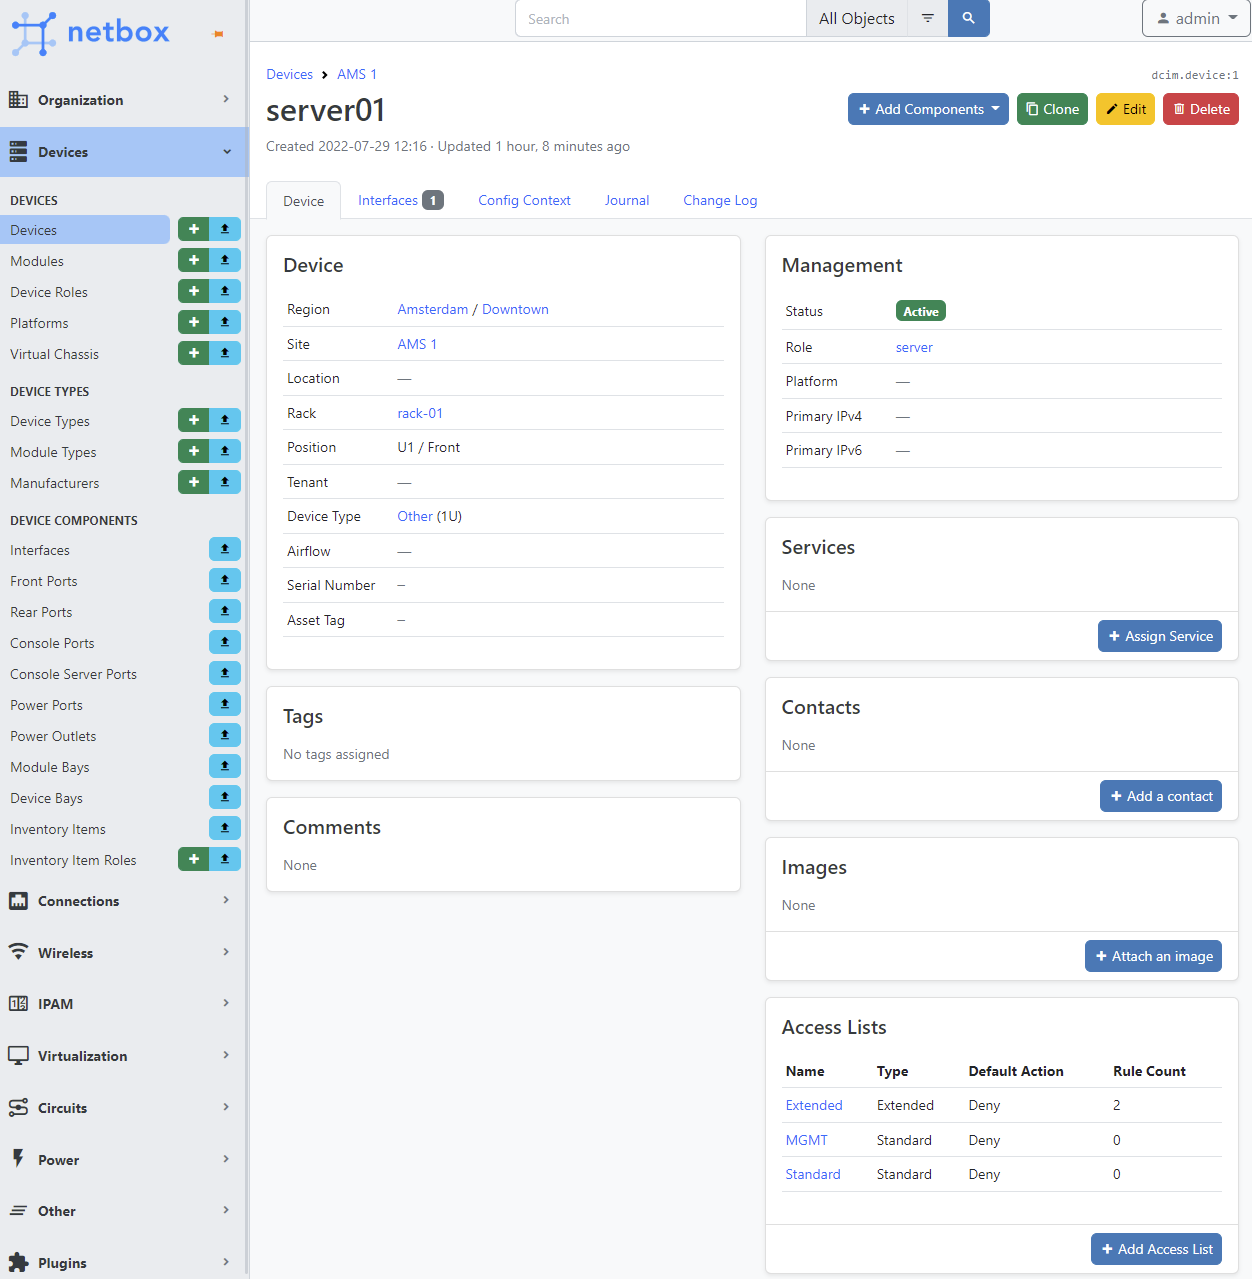 netbox
Search
All Objects
admin
Organization
Devices
DEVICES
Devices
Modules
Device Roles
Platforms
Virtual Chassis
DEVICE TYPES
Device Types
Module Types
Manufacturers
DEVICE COMPONENTS
Interfaces
Front Ports
Rear Ports
Console Ports
Console Server Ports
Power Ports
Power Outlets
Module Bays
Device Bays
Inventory Items
Inventory Item Roles
Connections
Wireless
IPAM
Virtualization
Circuits
Power
Other
Plugins
Devices > AMS 1
dcim.device:1
server01
+ Add Components
Clone
Edit
Delete
Created 2022-07-29 12:16 · Updated 1 hour, 8 minutes ago
Device Interfaces 1 Config Context Journal Change Log
Device
Region Amsterdam / Downtown
Site AMS 1
Location —
Rack rack-01
Position U1 / Front
Tenant —
Device Type Other (1U)
Airflow —
Serial Number –
Asset Tag –
Tags
No tags assigned
Comments
None
Management
Status Active
Role server
Platform —
Primary IPv4 —
Primary IPv6 —
Services
None
+ Assign Service
Contacts
None
+ Add a contact
Images
None
+ Attach an image
Access Lists
Name Type Default Action Rule Count
Extended Extended Deny 2
MGMT Standard Deny 0
Standard Standard Deny 0
+ Add Access List